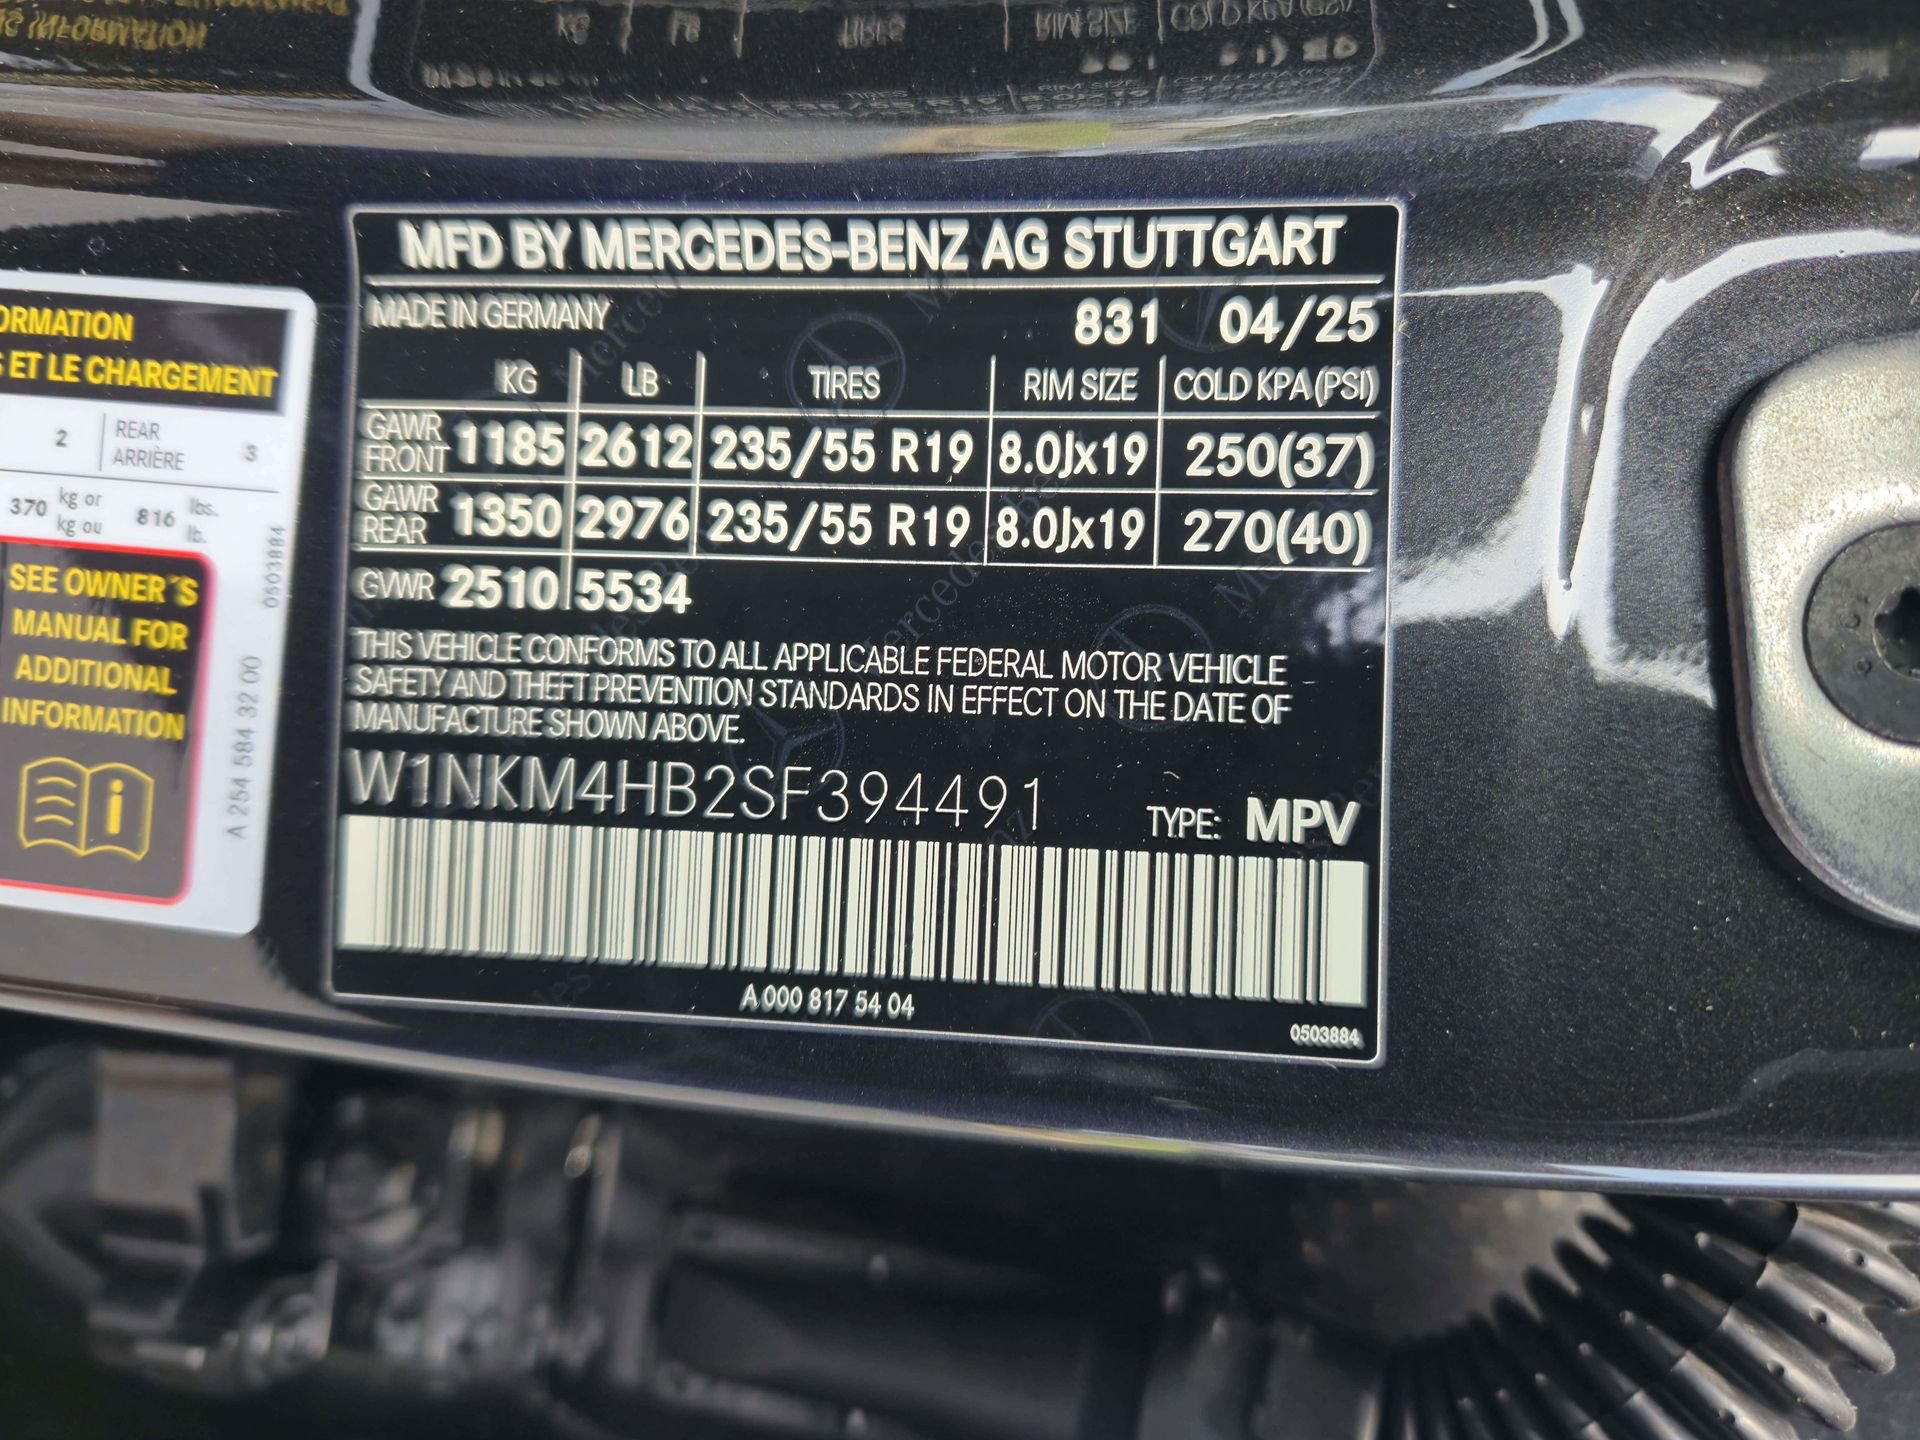 ORMATION
S ET LE CHARGEMENT
2 REAR ARRIÈRE 3
370 kg or kg ou 816 lbs. lb.
SEE OWNER´S
MANUAL FOR
ADDITIONAL
INFORMATION
i
0503884
A 254 584 32 00
MFD BY MERCEDES-BENZ AG STUTTGART
MADE IN GERMANY 831 04/25
KG LB TIRES RIM SIZE COLD KPA(PSI)
GAWR FRONT 1185 2612 235/55 R19 8.0Jx19 250(37)
GAWR REAR 1350 2976 235/55 R19 8.0Jx19 270(40)
GVWR 2510 5534
THIS VEHICLE CONFORMS TO ALL APPLICABLE FEDERAL MOTOR VEHICLE
SAFETY AND THEFT PREVENTION STANDARDS IN EFFECT ON THE DATE OF
MANUFACTURE SHOWN ABOVE.
W1NKM4HB2SF394491 TYPE: MPV
A 000 817 54 04
0503884